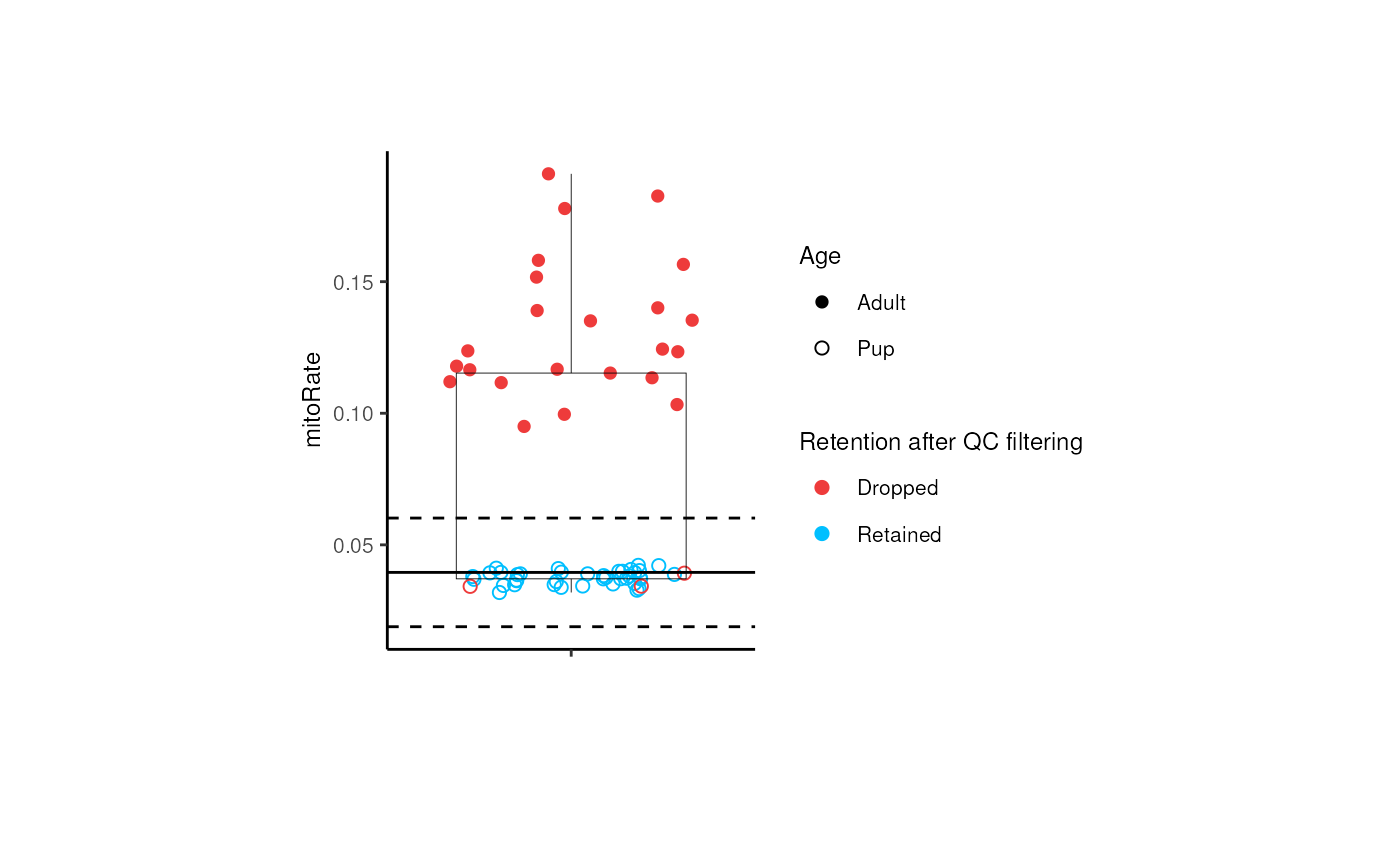 mitoRate
0.15
0.10
0.05
Age
Adult
Pup
Retention after QC filtering
Dropped
Retained